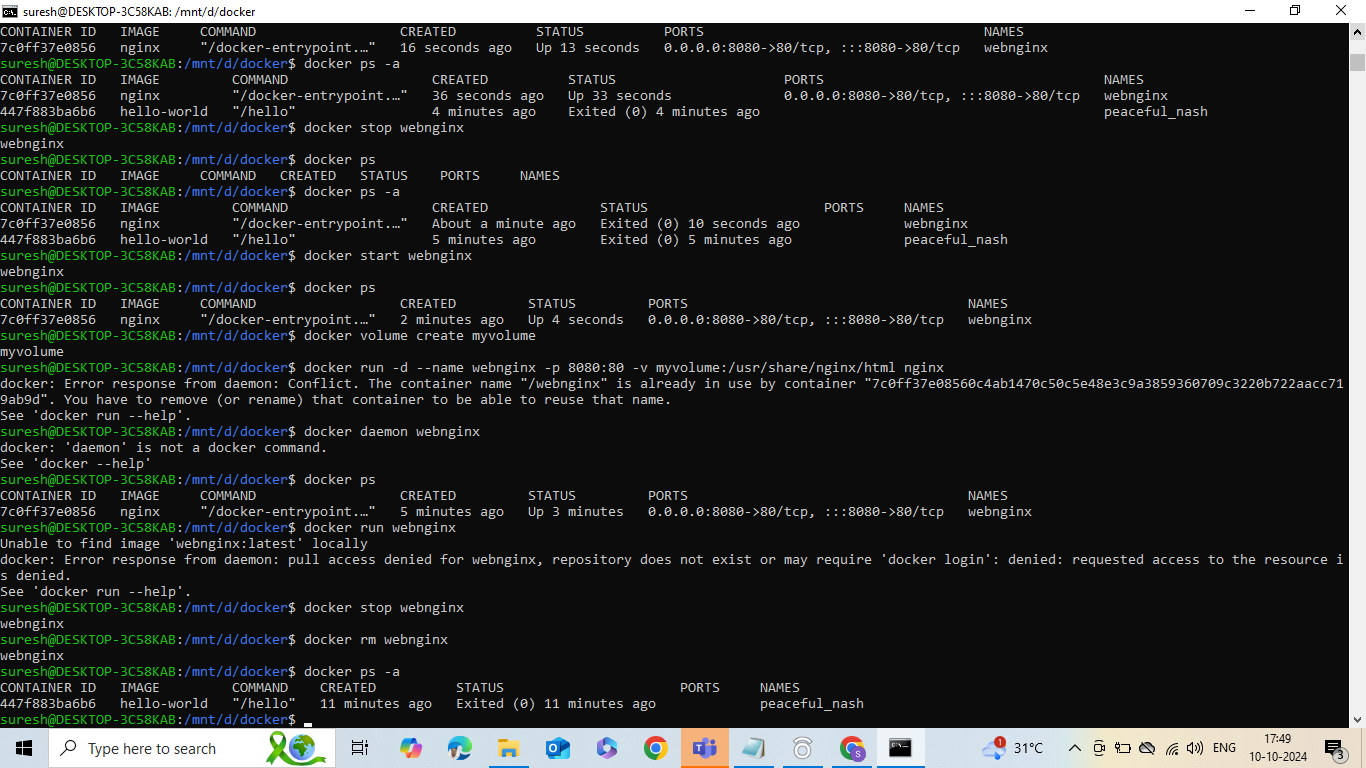 suresh@DESKTOP-3C58KAB: /mnt/d/docker
CONTAINER ID   IMAGE     COMMAND                  CREATED          STATUS          PORTS                                   NAMES
7c0ff37e0856   nginx     "/docker-entrypoint.…"   16 seconds ago   Up 13 seconds   0.0.0.0:8080->80/tcp, :::8080->80/tcp   webnginx
suresh@DESKTOP-3C58KAB:/mnt/d/docker$ docker ps -a
CONTAINER ID   IMAGE         COMMAND                  CREATED          STATUS                     PORTS                                   NAMES
7c0ff37e0856   nginx         "/docker-entrypoint.…"   36 seconds ago   Up 33 seconds              0.0.0.0:8080->80/tcp, :::8080->80/tcp   webnginx
447f883ba6b6   hello-world   "/hello"                 4 minutes ago    Exited (0) 4 minutes ago                                           peaceful_nash
suresh@DESKTOP-3C58KAB:/mnt/d/docker$ docker stop webnginx
webnginx
suresh@DESKTOP-3C58KAB:/mnt/d/docker$ docker ps
CONTAINER ID   IMAGE     COMMAND   CREATED   STATUS    PORTS     NAMES
suresh@DESKTOP-3C58KAB:/mnt/d/docker$ docker ps -a
CONTAINER ID   IMAGE         COMMAND                  CREATED              STATUS                      PORTS     NAMES
7c0ff37e0856   nginx         "/docker-entrypoint.…"   About a minute ago   Exited (0) 10 seconds ago             webnginx
447f883ba6b6   hello-world   "/hello"                 5 minutes ago        Exited (0) 5 minutes ago              peaceful_nash
suresh@DESKTOP-3C58KAB:/mnt/d/docker$ docker start webnginx
webnginx
suresh@DESKTOP-3C58KAB:/mnt/d/docker$ docker ps
CONTAINER ID   IMAGE     COMMAND                  CREATED         STATUS         PORTS                                   NAMES
7c0ff37e0856   nginx     "/docker-entrypoint.…"   2 minutes ago   Up 4 seconds   0.0.0.0:8080->80/tcp, :::8080->80/tcp   webnginx
suresh@DESKTOP-3C58KAB:/mnt/d/docker$ docker volume create myvolume
myvolume
suresh@DESKTOP-3C58KAB:/mnt/d/docker$ docker run -d --name webnginx -p 8080:80 -v myvolume:/usr/share/nginx/html nginx
docker: Error response from daemon: Conflict. The container name "/webnginx" is already in use by container "7c0ff37e08560c4ab1470c50c5e48e3c9a3859360709c3220b722aacc71
9ab9d". You have to remove (or rename) that container to be able to reuse that name.
See 'docker run --help'.
suresh@DESKTOP-3C58KAB:/mnt/d/docker$ docker daemon webnginx
docker: 'daemon' is not a docker command.
See 'docker --help'
suresh@DESKTOP-3C58KAB:/mnt/d/docker$ docker ps
CONTAINER ID   IMAGE     COMMAND                  CREATED         STATUS         PORTS                                   NAMES
7c0ff37e0856   nginx     "/docker-entrypoint.…"   5 minutes ago   Up 3 minutes   0.0.0.0:8080->80/tcp, :::8080->80/tcp   webnginx
suresh@DESKTOP-3C58KAB:/mnt/d/docker$ docker run webnginx
Unable to find image 'webnginx:latest' locally
docker: Error response from daemon: pull access denied for webnginx, repository does not exist or may require 'docker login': denied: requested access to the resource i
s denied.
See 'docker run --help'.
suresh@DESKTOP-3C58KAB:/mnt/d/docker$ docker stop webnginx
webnginx
suresh@DESKTOP-3C58KAB:/mnt/d/docker$ docker rm webnginx
webnginx
suresh@DESKTOP-3C58KAB:/mnt/d/docker$ docker ps -a
CONTAINER ID   IMAGE         COMMAND    CREATED          STATUS                      PORTS     NAMES
447f883ba6b6   hello-world   "/hello"   11 minutes ago   Exited (0) 11 minutes ago             peaceful_nash
suresh@DESKTOP-3C58KAB:/mnt/d/docker$
Type here to search
1
31°C
ENG
17:49
10-10-2024
3